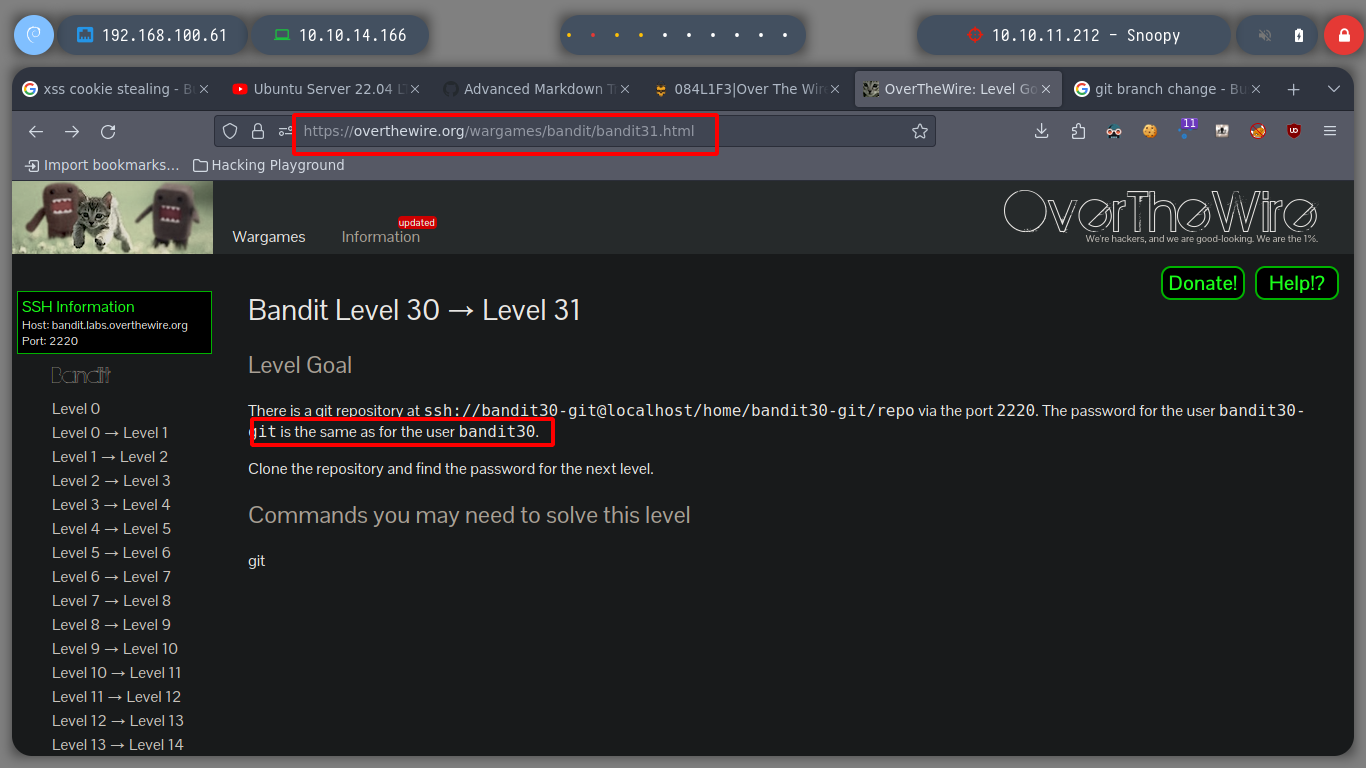 192.168.100.61
10.10.14.166
10.10.11.212 - Snoopy
xss cookie stealing - B
Ubuntu Server 22.04 LT
Advanced Markdown T
084L1F3|Over The Wire
OverTheWire: Level Go
git branch change - Bu
https://overthewire.org/wargames/bandit/bandit31.html
11
Import bookmarks...
Hacking Playground
Wargames
Information
updated
OverTheWire
We're hackers, and we are good-looking. We are the 1%.
Donate!
Help!?
SSH Information
Host: bandit.labs.overthewire.org
Port: 2220
Bandit
Level 0
Level 0 → Level 1
Level 1 → Level 2
Level 2 → Level 3
Level 3 → Level 4
Level 4 → Level 5
Level 5 → Level 6
Level 6 → Level 7
Level 7 → Level 8
Level 8 → Level 9
Level 9 → Level 10
Level 10 → Level 11
Level 11 → Level 12
Level 12 → Level 13
Level 13 → Level 14
Bandit Level 30 → Level 31
Level Goal
There is a git repository at ssh://bandit30-git@localhost/home/bandit30-git/repo via the port 2220. The password for the user bandit30-
git is the same as for the user bandit30.
Clone the repository and find the password for the next level.
Commands you may need to solve this level
git